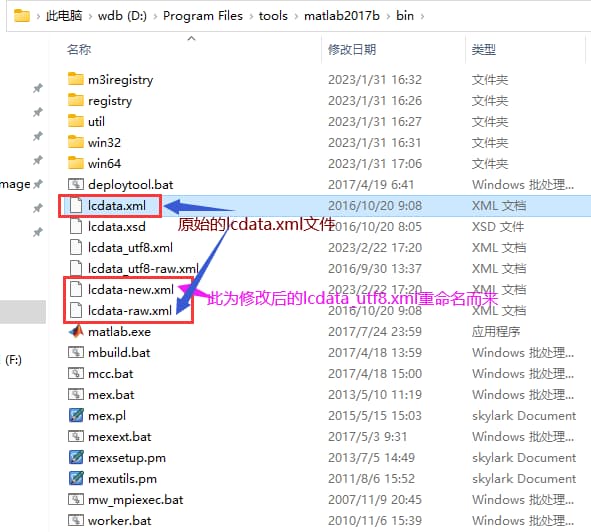 此电脑 › wdb (D:) › Program Files › tools › matlab2017b › bin ›
名称 修改日期 类型
m3iregistry 2023/1/31 16:32 文件夹
registry 2023/1/31 16:26 文件夹
util 2023/1/31 16:27 文件夹
win32 2023/1/31 16:31 文件夹
win64 2023/1/31 17:06 文件夹
mage deploytool.bat 2017/4/19 6:41 Windows 批处理...
lcdata.xml 2016/10/20 9:08 XML 文档
原始的lcdata.xml文件
lcdata.xsd 2016/10/20 8:05 XSD 文件
lcdata_utf8.xml 2023/2/22 17:20 XML 文档
lcdata_utf8-raw.xml 2016/9/30 13:37 XML 文档
lcdata-new.xml 2023/2/22 17:20 XML 文档
此为修改后的lcdata_utf8.xml重命名而来
lcdata-raw.xml 2016/10/20 9:08 XML 文档
matlab.exe 2017/7/24 23:59 应用程序
(F:) mbuild.bat 2017/4/18 13:59 Windows 批处理...
mcc.bat 2017/4/18 15:00 Windows 批处理...
mex.bat 2013/5/10 11:19 Windows 批处理...
mex.pl 2015/5/15 15:03 skylark Document
mexext.bat 2017/5/3 9:31 Windows 批处理...
mexsetup.pm 2013/7/5 14:49 skylark Document
mexutils.pm 2011/8/6 15:52 skylark Document
mw_mpiexec.bat 2007/11/9 20:45 Windows 批处理...
worker.bat 2010/11/6 15:39 Windows 批处理...